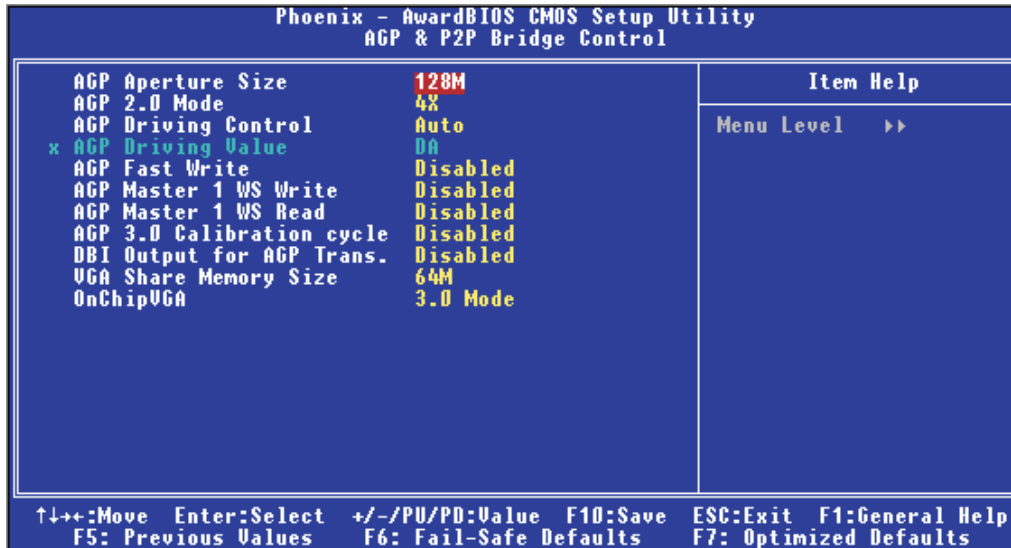 Phoenix - AwardBIOS CMOS Setup Utility
AGP & P2P Bridge Control
AGP Aperture Size 128M
AGP 2.0 Mode 4X
AGP Driving Control Auto
x AGP Driving Value DA
AGP Fast Write Disabled
AGP Master 1 WS Write Disabled
AGP Master 1 WS Read Disabled
AGP 3.0 Calibration cycle Disabled
DBI Output for AGP Trans. Disabled
VGA Share Memory Size 64M
OnChipVGA 3.0 Mode
Item Help
Menu Level ▸▸
↑↓→←:Move Enter:Select +/-/PU/PD:Value F10:Save ESC:Exit F1:General Help
F5: Previous Values F6: Fail-Safe Defaults F7: Optimized Defaults